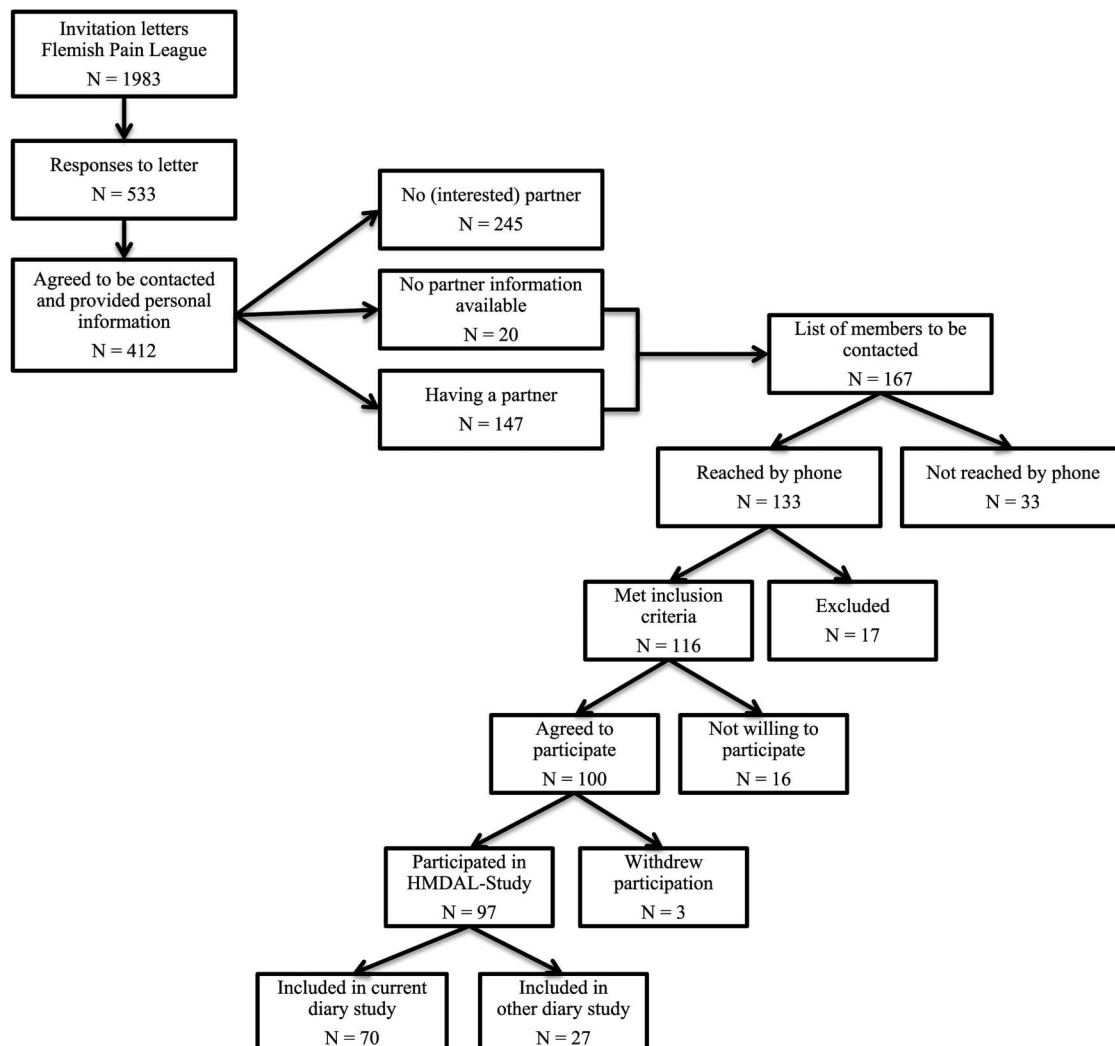 Invitation letters
Flemish Pain League
N = 1983
Responses to letter
N = 533
Agreed to be contacted
and provided personal
information
N = 412
No (interested) partner
N = 245
No partner information
available
N = 20
Having a partner
N = 147
List of members to be
contacted
N = 167
Reached by phone
N = 133
Not reached by phone
N = 33
Met inclusion
criteria
N = 116
Excluded
N = 17
Agreed to
participate
N = 100
Not willing to
participate
N = 16
Participated in
HMDAL-Study
N = 97
Withdrew
participation
N = 3
Included in current
diary study
N = 70
Included in
other diary study
N = 27